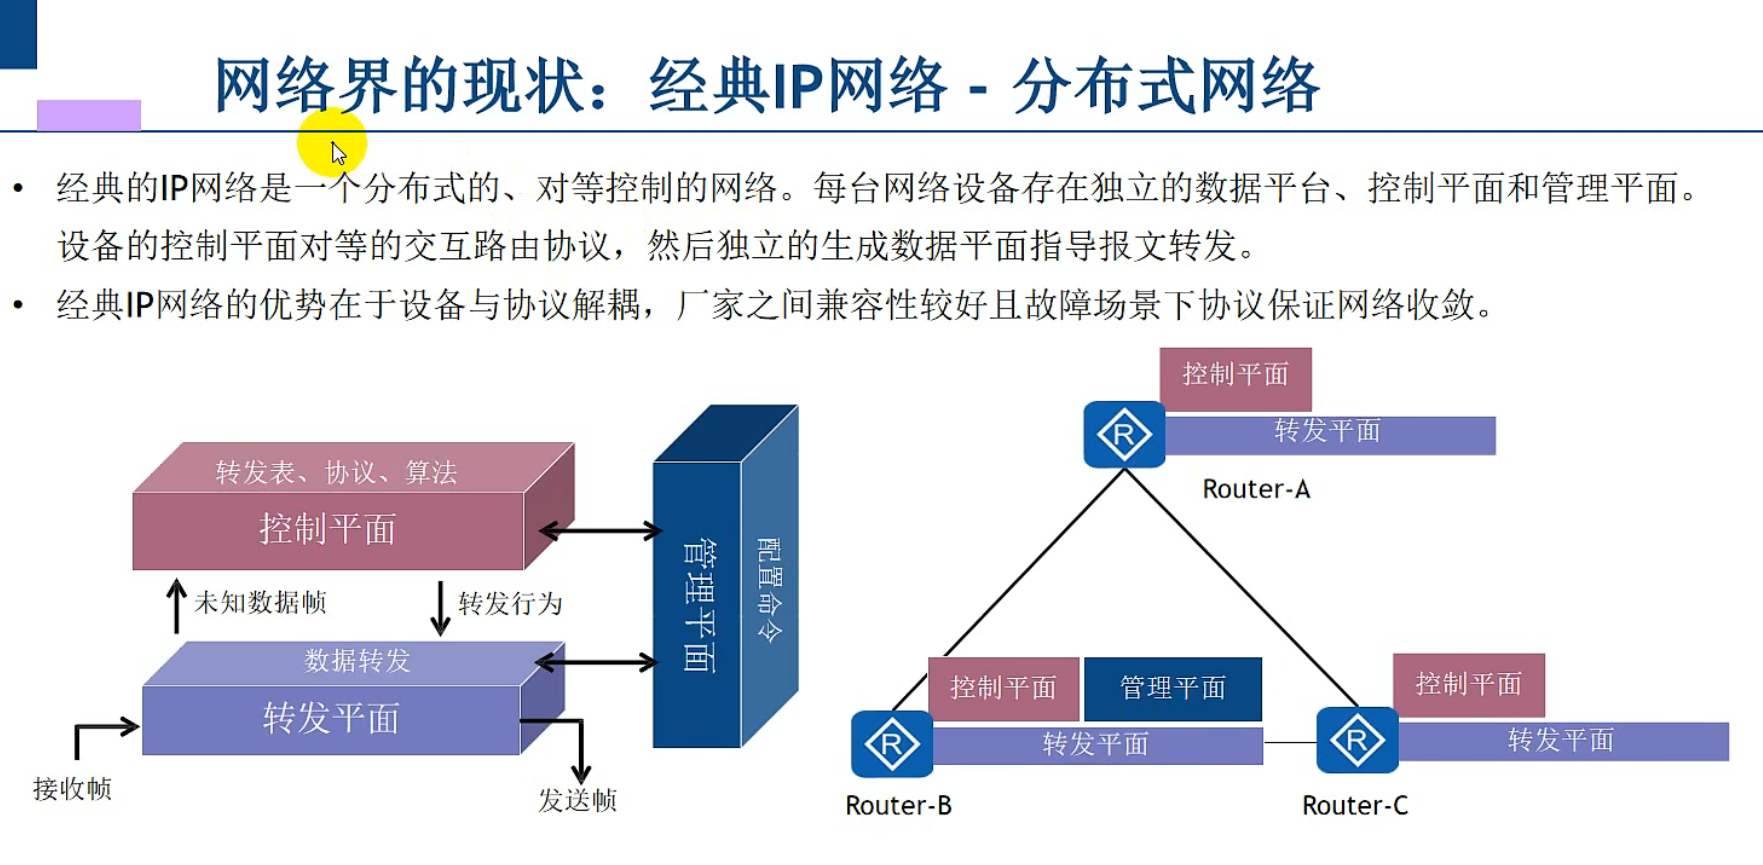 网络界的现状：经典IP网络 - 分布式网络
• 经典的IP网络是一个分布式的、对等控制的网络。每台网络设备存在独立的数据平台、控制平面和管理平面。
设备的控制平面对等的交互路由协议，然后独立的生成数据平面指导报文转发。
• 经典IP网络的优势在于设备与协议解耦，厂家之间兼容性较好且故障场景下协议保证网络收敛。
转发表、协议、算法
控制平面
未知数据帧
转发行为
数据转发
转发平面
接收帧
发送帧
管理平面
配置命令
控制平面
转发平面
R
Router-A
控制平面
管理平面
转发平面
R
Router-B
控制平面
转发平面
R
Router-C